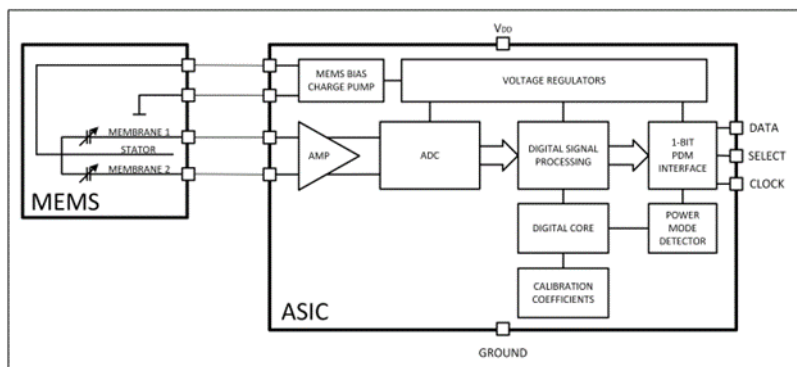 VDD
MEMS BIAS
CHARGE PUMP
VOLTAGE REGULATORS
MEMBRANE 1
STATOR
MEMBRANE 2
MEMS
AMP
ADC
DIGITAL SIGNAL
PROCESSING
1-BIT
PDM
INTERFACE
DATA
SELECT
CLOCK
DIGITAL CORE
POWER
MODE
DETECTOR
CALIBRATION
COEFFICIENTS
ASIC
GROUND